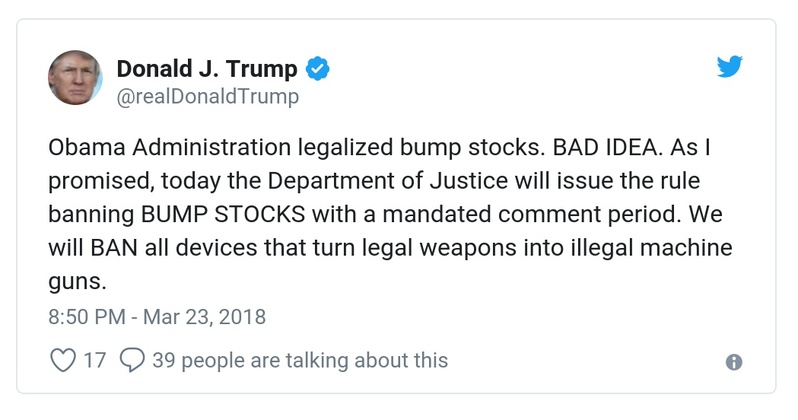 Donald J. Trump
@realDonaldTrump
Obama Administration legalized bump stocks. BAD IDEA. As I
promised, today the Department of Justice will issue the rule
banning BUMP STOCKS with a mandated comment period. We
will BAN all devices that turn legal weapons into illegal machine
guns.
8:50 PM - Mar 23, 2018
17 39 people are talking about this